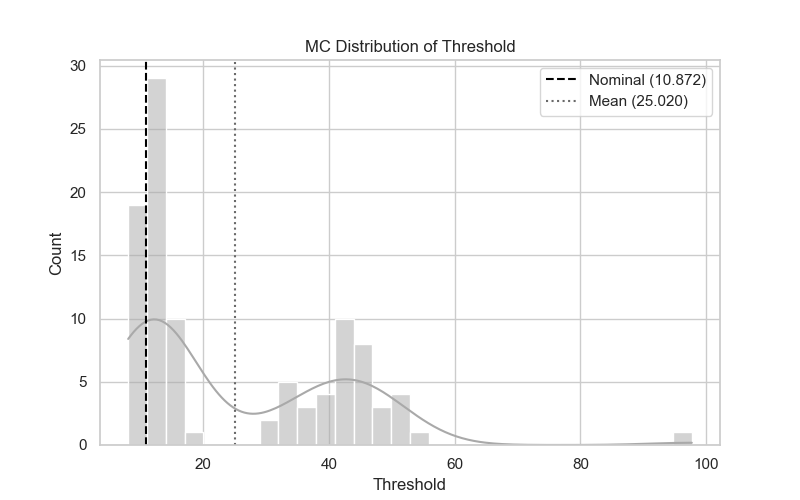 MC Distribution of Threshold
Nominal (10.872)
Mean (25.020)
30
25
20
15
10
5
0
Count
20
40
60
80
100
Threshold